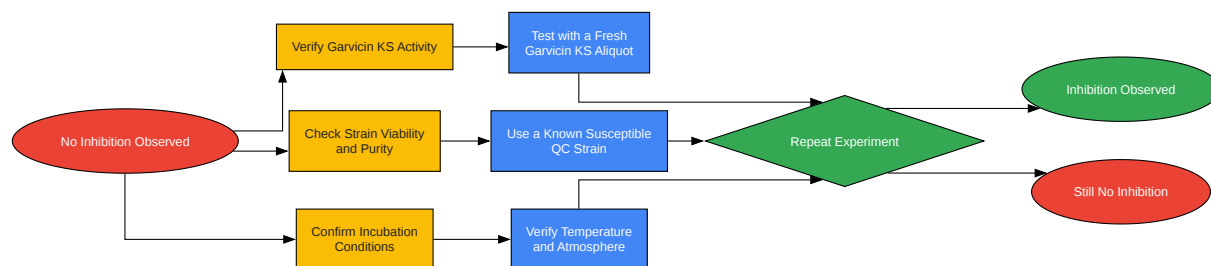 No Inhibition Observed
Verify Garvicin KS Activity
Test with a Fresh
Garvicin KS Aliquot
Check Strain Viability
and Purity
Use a Known Susceptible
QC Strain
Confirm Incubation
Conditions
Verify Temperature
and Atmosphere
Repeat Experiment
Inhibition Observed
Still No Inhibition